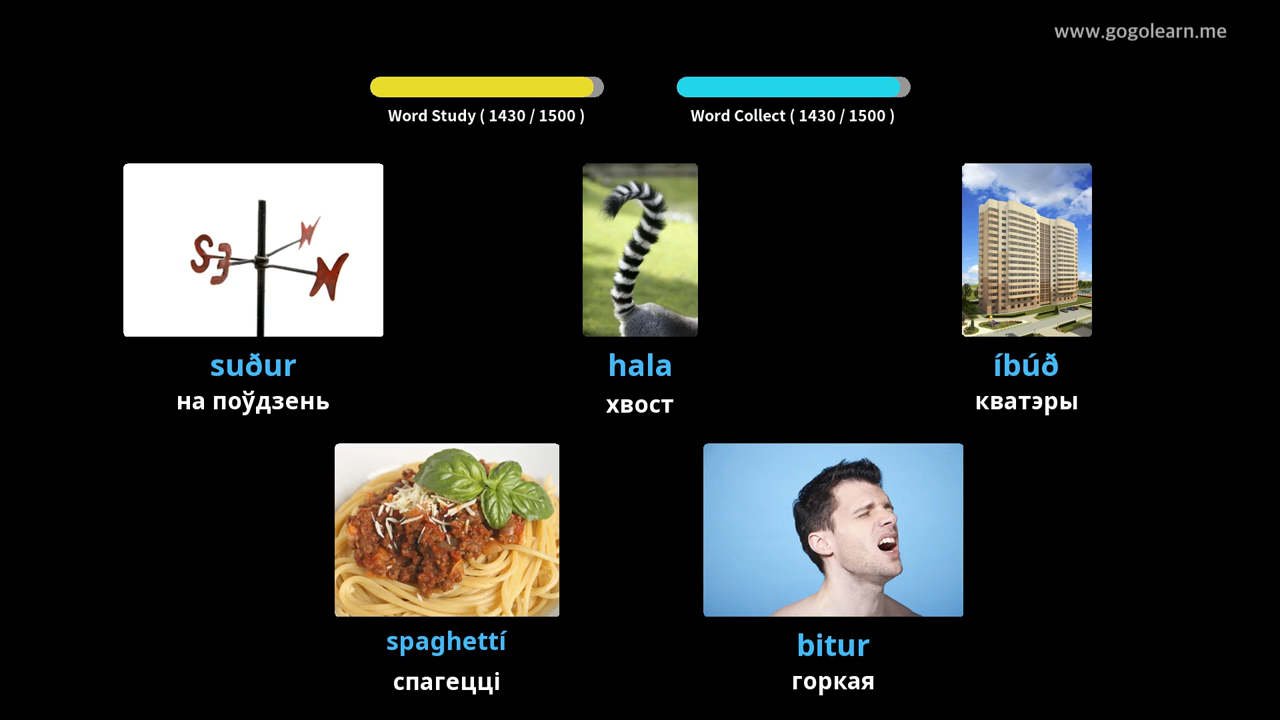 www.gogolearn.me
Word Study ( 1430 / 1500 )
Word Collect ( 1430 / 1500 )
S E N N
suður
на поўдзень
hala
хвост
íbúð
кватэры
spaghettí
спагецці
bitur
горкая